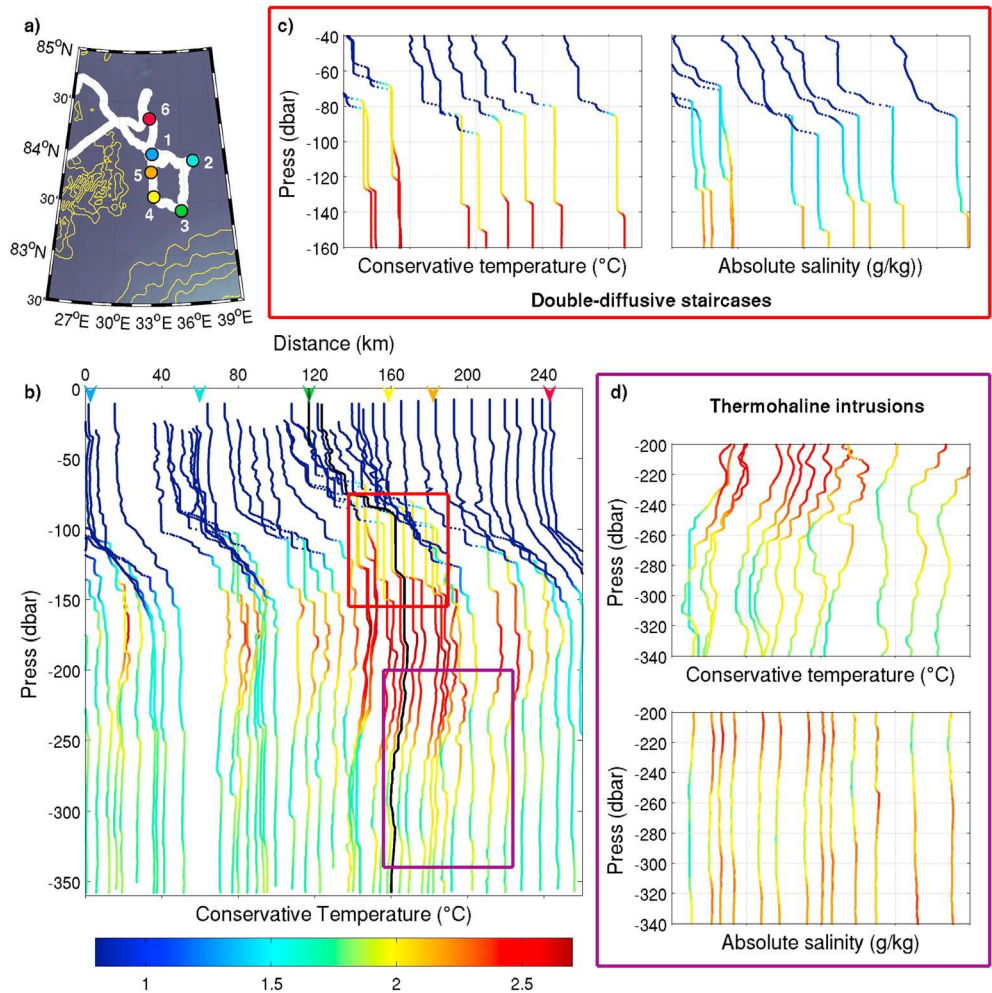 a)
85°N
30'
84°N
30'
83°N
30'
27°E 30°E 33°E 36°E 39°E
6
1
2
5
4
3
c)
-40
-60
-80
-100
-120
-140
-160
Press (dbar)
Conservative temperature (°C)
Absolute salinity (g/kg))
Double-diffusive staircases
Distance (km)
b)
0 40 80 120 160 200 240
0
-50
-100
-150
-200
-250
-300
-350
Press (dbar)
Conservative Temperature (°C)
1 1.5 2 2.5
d)
Thermohaline intrusions
-200
-220
-240
-260
-280
-300
-320
-340
Press (dbar)
Conservative temperature (°C)
-200
-220
-240
-260
-280
-300
-320
-340
Press (dbar)
Absolute salinity (g/kg)